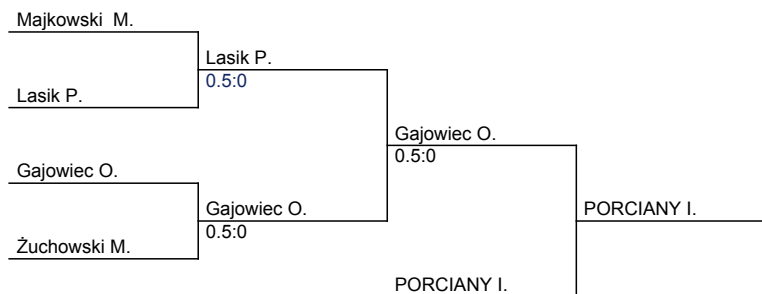 Majkowski  M.
Lasik P.
0.5:0
Lasik P.
Gajowiec O.
0.5:0
Gajowiec O.
Gajowiec O.
0.5:0
PORCIANY I.
Żuchowski M.
PORCIANY I.